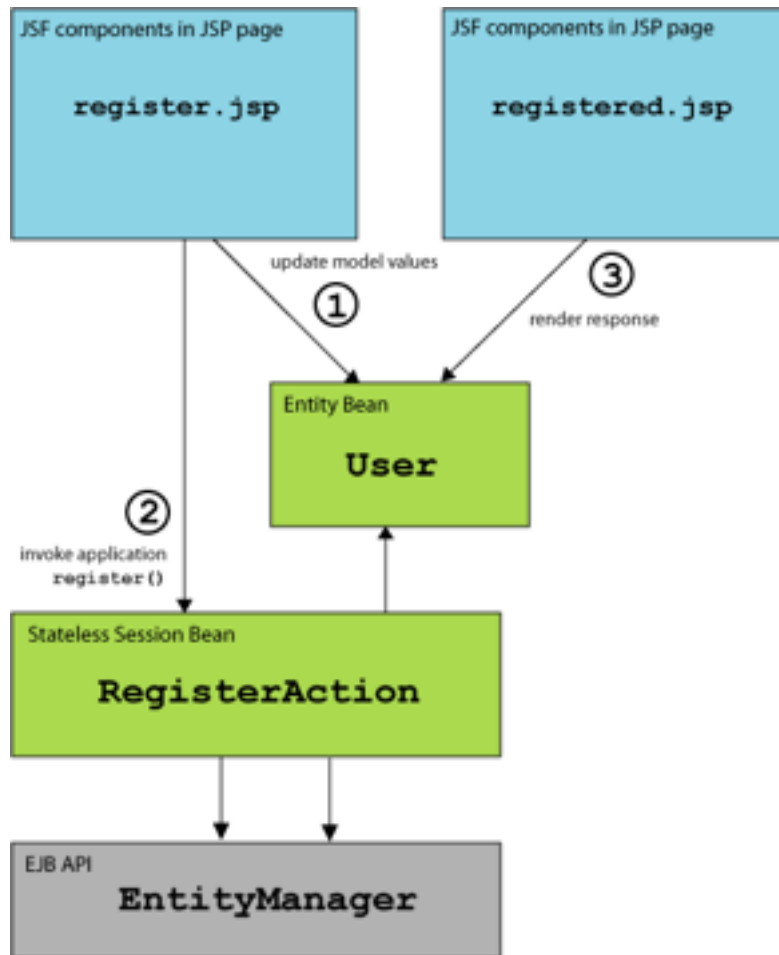 JSF components in JSP page
register.jsp
JSF components in JSP page
registered.jsp
update model values
1
3
render response
Entity Bean
User
2
invoke application
register()
Stateless Session Bean
RegisterAction
EJB API
EntityManager